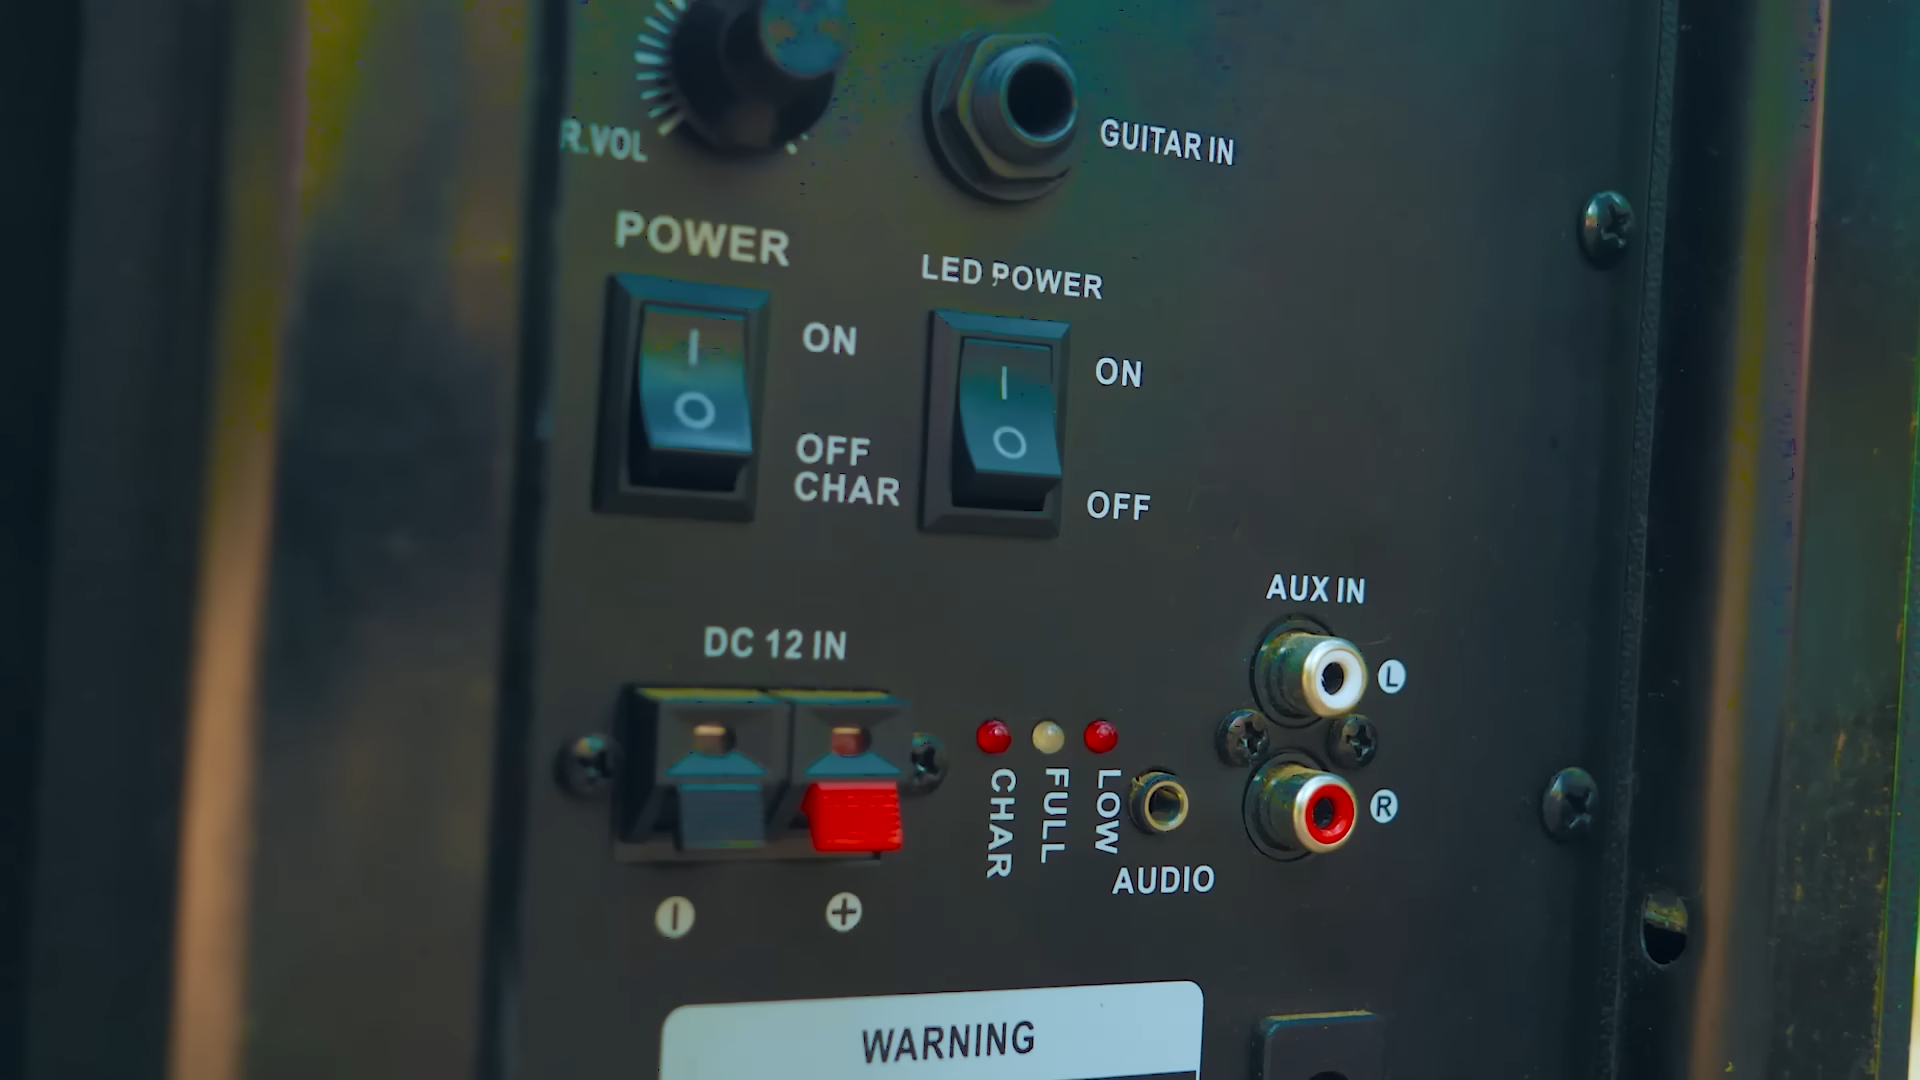 R.VOL
GUITAR IN
POWER
LED POWER
I
O
ON
OFF
CHAR
I
O
ON
OFF
AUX IN
L
R
DC 12 IN
CHAR
FULL
LOW
AUDIO
+
WARNING